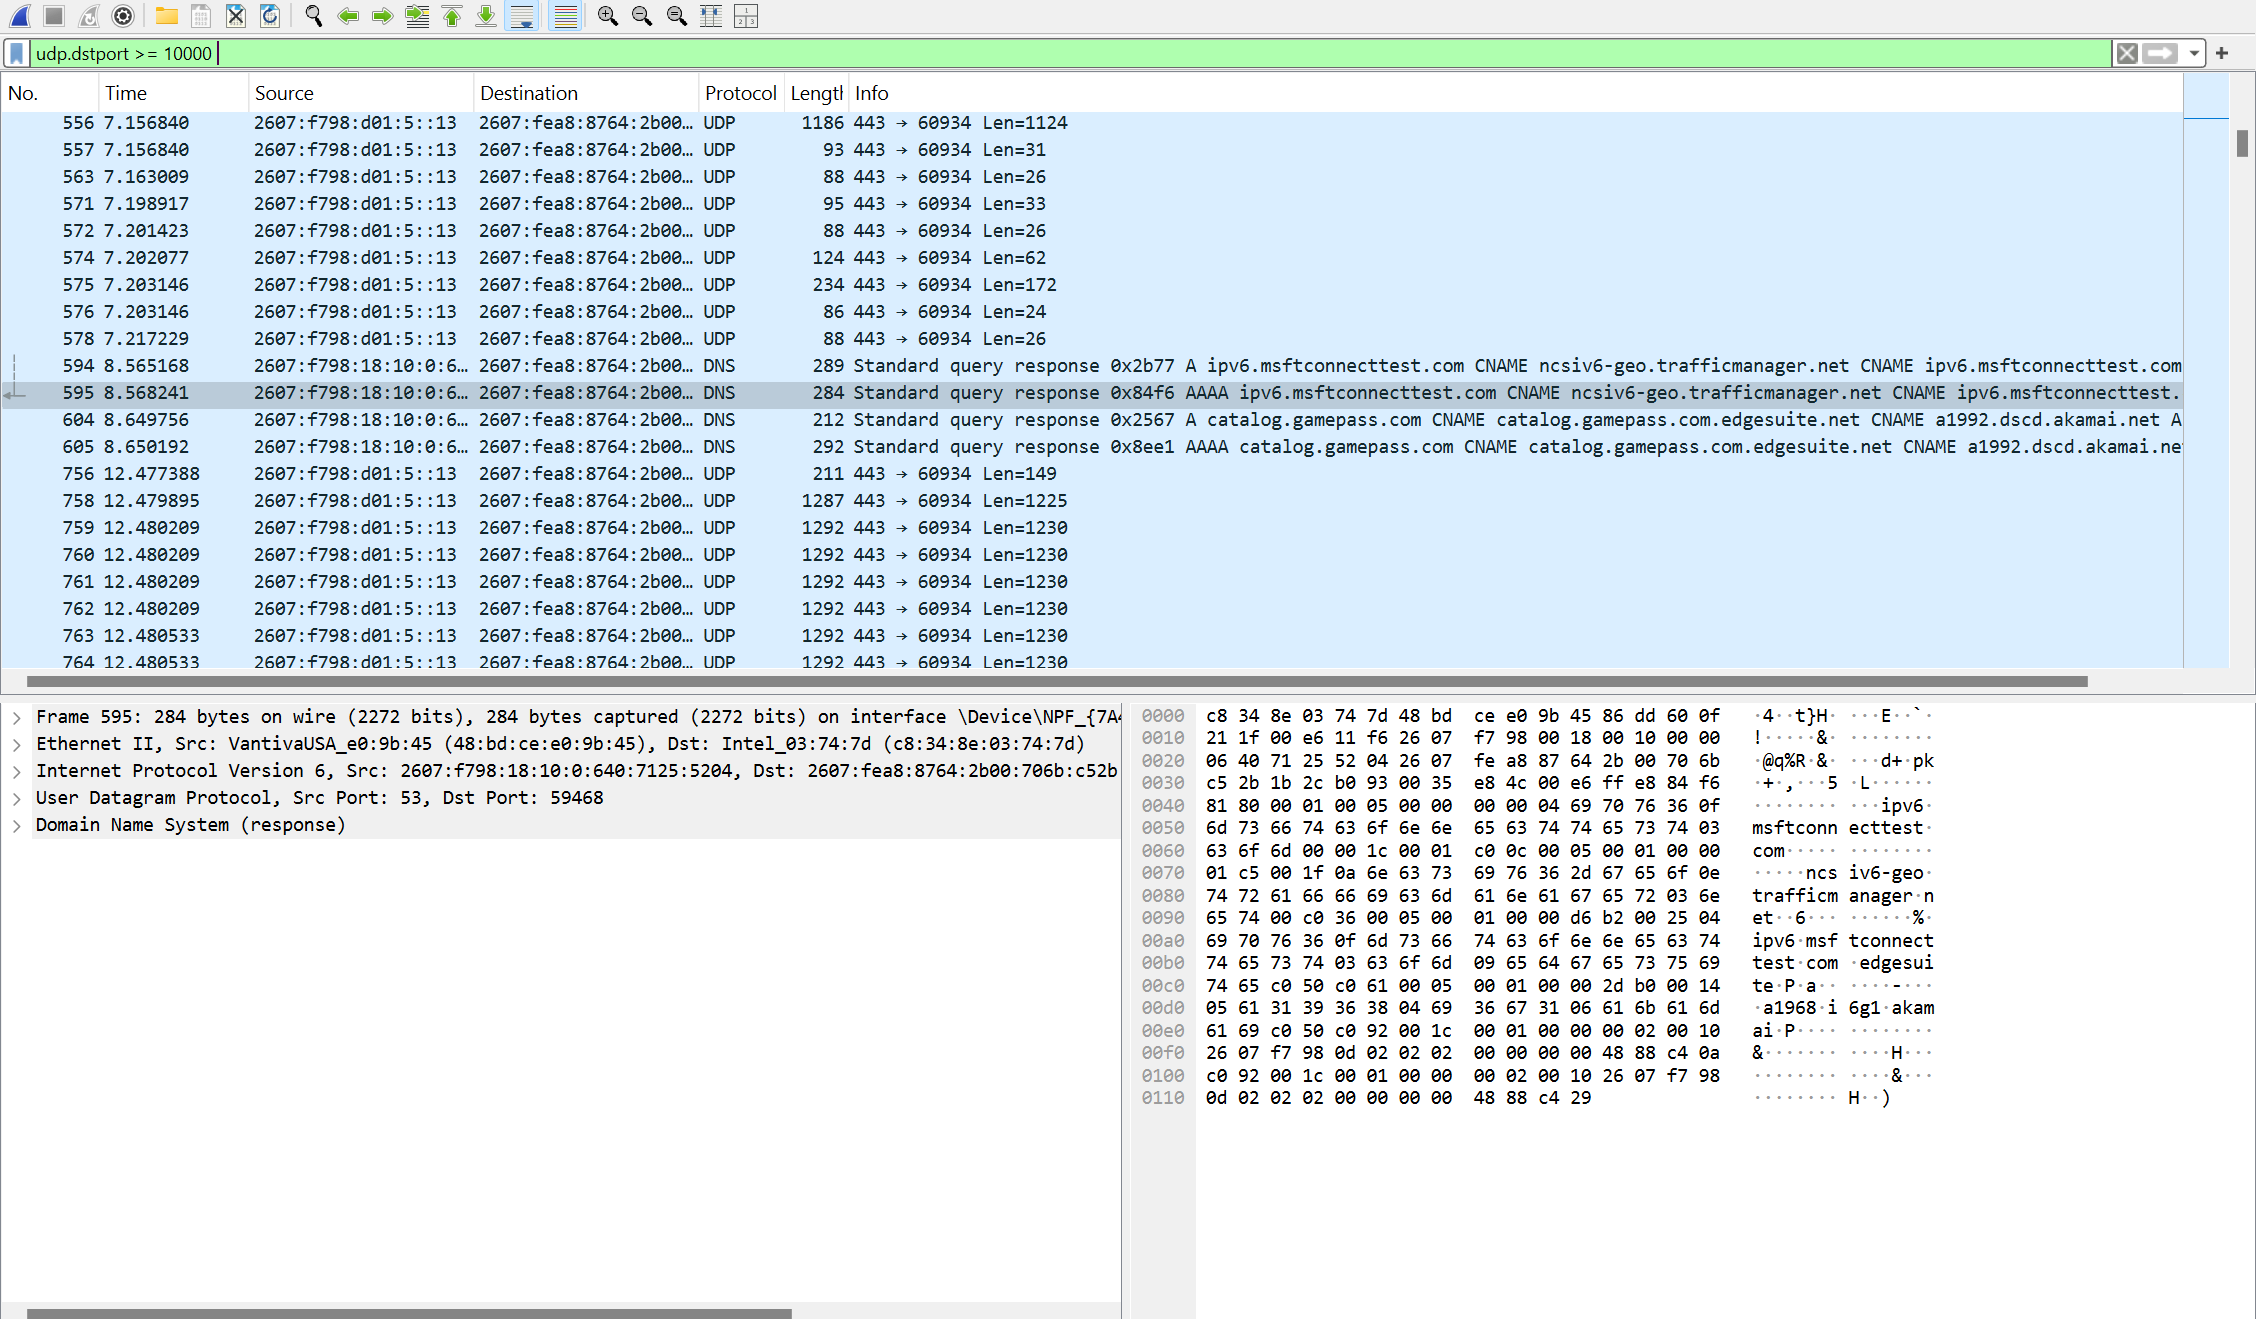 udp.dstport >= 10000
No. Time Source Destination Protocol Length Info
556 7.156840 2607:f798:d01:5::13 2607:fea8:8764:2b00… UDP 1186 443 → 60934 Len=1124
557 7.156840 2607:f798:d01:5::13 2607:fea8:8764:2b00… UDP 93 443 → 60934 Len=31
563 7.163009 2607:f798:d01:5::13 2607:fea8:8764:2b00… UDP 88 443 → 60934 Len=26
571 7.198917 2607:f798:d01:5::13 2607:fea8:8764:2b00… UDP 95 443 → 60934 Len=33
572 7.201423 2607:f798:d01:5::13 2607:fea8:8764:2b00… UDP 88 443 → 60934 Len=26
574 7.202077 2607:f798:d01:5::13 2607:fea8:8764:2b00… UDP 124 443 → 60934 Len=62
575 7.203146 2607:f798:d01:5::13 2607:fea8:8764:2b00… UDP 234 443 → 60934 Len=172
576 7.203146 2607:f798:d01:5::13 2607:fea8:8764:2b00… UDP 86 443 → 60934 Len=24
578 7.217229 2607:f798:d01:5::13 2607:fea8:8764:2b00… UDP 88 443 → 60934 Len=26
594 8.565168 2607:f798:18:10:0:6… 2607:fea8:8764:2b00… DNS 289 Standard query response 0x2b77 A ipv6.msftconnecttest.com CNAME ncsiv6-geo.trafficmanager.net CNAME ipv6.msftconnecttest.com
595 8.568241 2607:f798:18:10:0:6… 2607:fea8:8764:2b00… DNS 284 Standard query response 0x84f6 AAAA ipv6.msftconnecttest.com CNAME ncsiv6-geo.trafficmanager.net CNAME ipv6.msftconnecttest.
604 8.649756 2607:f798:18:10:0:6… 2607:fea8:8764:2b00… DNS 212 Standard query response 0x2567 A catalog.gamepass.com CNAME catalog.gamepass.com.edgesuite.net CNAME a1992.dscd.akamai.net A
605 8.650192 2607:f798:18:10:0:6… 2607:fea8:8764:2b00… DNS 292 Standard query response 0x8ee1 AAAA catalog.gamepass.com CNAME catalog.gamepass.com.edgesuite.net CNAME a1992.dscd.akamai.ne
756 12.477388 2607:f798:d01:5::13 2607:fea8:8764:2b00… UDP 211 443 → 60934 Len=149
758 12.479895 2607:f798:d01:5::13 2607:fea8:8764:2b00… UDP 1287 443 → 60934 Len=1225
759 12.480209 2607:f798:d01:5::13 2607:fea8:8764:2b00… UDP 1292 443 → 60934 Len=1230
760 12.480209 2607:f798:d01:5::13 2607:fea8:8764:2b00… UDP 1292 443 → 60934 Len=1230
761 12.480209 2607:f798:d01:5::13 2607:fea8:8764:2b00… UDP 1292 443 → 60934 Len=1230
762 12.480209 2607:f798:d01:5::13 2607:fea8:8764:2b00… UDP 1292 443 → 60934 Len=1230
763 12.480533 2607:f798:d01:5::13 2607:fea8:8764:2b00… UDP 1292 443 → 60934 Len=1230
764 12.480533 2607:f798:d01:5::13 2607:fea8:8764:2b00… UDP 1292 443 → 60934 Len=1230
Frame 595: 284 bytes on wire (2272 bits), 284 bytes captured (2272 bits) on interface \Device\NPF_{7A4
Ethernet II, Src: VantivaUSA_e0:9b:45 (48:bd:ce:e0:9b:45), Dst: Intel_03:74:7d (c8:34:8e:03:74:7d)
Internet Protocol Version 6, Src: 2607:f798:18:10:0:640:7125:5204, Dst: 2607:fea8:8764:2b00:706b:c52b
User Datagram Protocol, Src Port: 53, Dst Port: 59468
Domain Name System (response)
0000 c8 34 8e 03 74 7d 48 bd ce e0 9b 45 86 dd 60 0f ·4··t}H· ···E··`·
0010 21 1f 00 e6 11 f6 26 07 f7 98 00 18 00 10 00 00 !·····&· ········
0020 06 40 71 25 52 04 26 07 fe a8 87 64 2b 00 70 6b ·@q%R·&· ···d+·pk
0030 c5 2b 1b 2c b0 93 00 35 e8 4c 00 e6 ff e8 84 f6 ·+·,···5 ·L······
0040 81 80 00 01 00 05 00 00 00 00 04 69 70 76 36 0f ········ ···ipv6·
0050 6d 73 66 74 63 6f 6e 6e 65 63 74 74 65 73 74 03 msftconn ecttest·
0060 63 6f 6d 00 00 1c 00 01 c0 0c 00 05 00 01 00 00 com····· ········
0070 01 c5 00 1f 0a 6e 63 73 69 76 36 2d 67 65 6f 0e ·····ncs iv6-geo·
0080 74 72 61 66 66 69 63 6d 61 6e 61 67 65 72 03 6e trafficm anager·n
0090 65 74 00 c0 36 00 05 00 01 00 00 d6 b2 00 25 04 et··6··· ······%·
00a0 69 70 76 36 0f 6d 73 66 74 63 6f 6e 6e 65 63 74 ipv6·msf tconnect
00b0 74 65 73 74 03 63 6f 6d 09 65 64 67 65 73 75 69 test·com ·edgesui
00c0 74 65 c0 50 c0 61 00 05 00 01 00 00 2d b0 00 14 te·P·a·· ····-···
00d0 05 61 31 39 36 38 04 69 36 67 31 06 61 6b 61 6d ·a1968·i 6g1·akam
00e0 61 69 c0 50 c0 92 00 1c 00 01 00 00 00 02 00 10 ai·P···· ········
00f0 26 07 f7 98 0d 02 02 02 00 00 00 00 48 88 c4 0a &······· ····H···
0100 c0 92 00 1c 00 01 00 00 00 02 00 10 26 07 f7 98 ········ ····&···
0110 0d 02 02 02 00 00 00 00 48 88 c4 29 ········ H··)